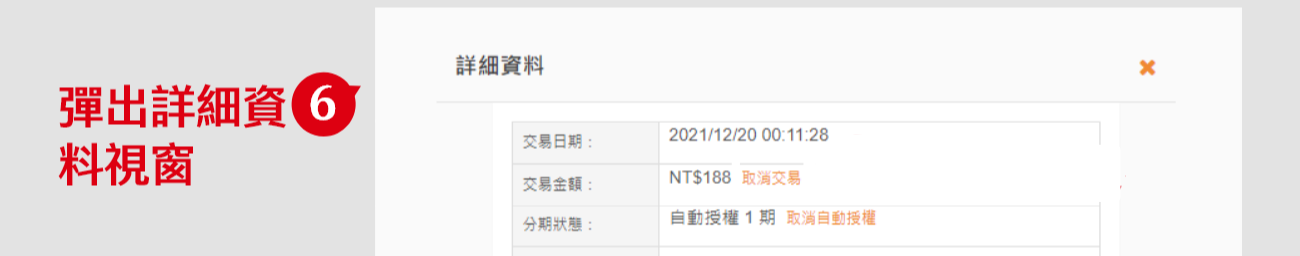 彈出詳細資
料視窗
6
詳細資料
交易日期：
2021/12/20 00:11:28
交易金額：
NT$188 取消交易
分期狀態：
自動授權 1 期 取消自動授權